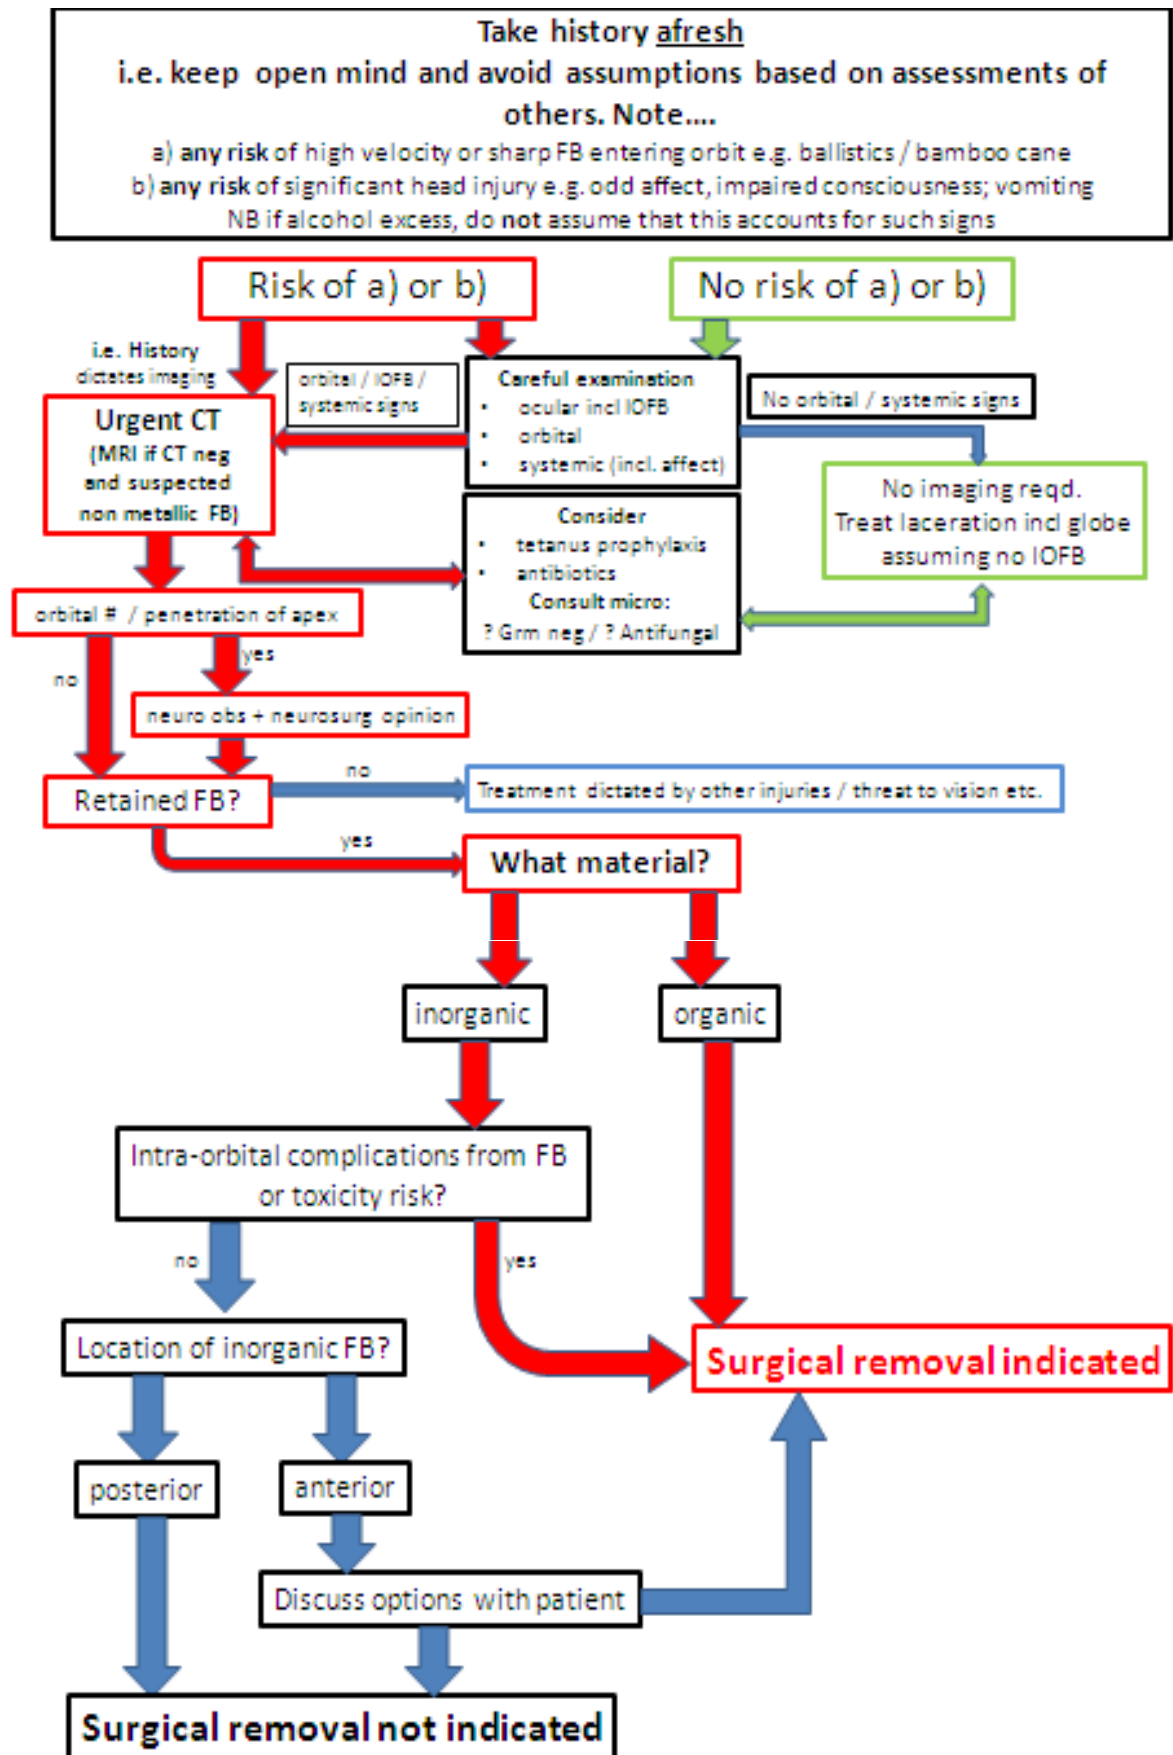 Take history afresh
i.e. keep open mind and avoid assumptions based on assessments of
others. Note....
a) any risk of high velocity or sharp FB entering orbit e.g. ballistics / bamboo cane
b) any risk of significant head injury e.g. odd affect, impaired consciousness; vomiting
NB if alcohol excess, do not assume that this accounts for such signs
Risk of a) or b)
No risk of a) or b)
i.e. History
dictates imaging
orbital / IOFB /
systemic signs
Careful examination
• ocular incl IOFB
• orbital
• systemic (incl. affect)
No orbital / systemic signs
Urgent CT
(MRI if CT neg
and suspected
non metallic FB)
No imaging reqd.
Treat laceration incl globe
assuming no IOFB
Consider
• tetanus prophylaxis
• antibiotics
Consult micro:
? Grm neg / ? Antifungal
orbital # / penetration of apex
no
yes
neuro obs + neurosurg opinion
Retained FB?
no
Treatment dictated by other injuries / threat to vision etc.
yes
What material?
inorganic
organic
Intra-orbital complications from FB
or toxicity risk?
no
yes
Location of inorganic FB?
Surgical removal indicated
posterior
anterior
Discuss options with patient
Surgical removal not indicated